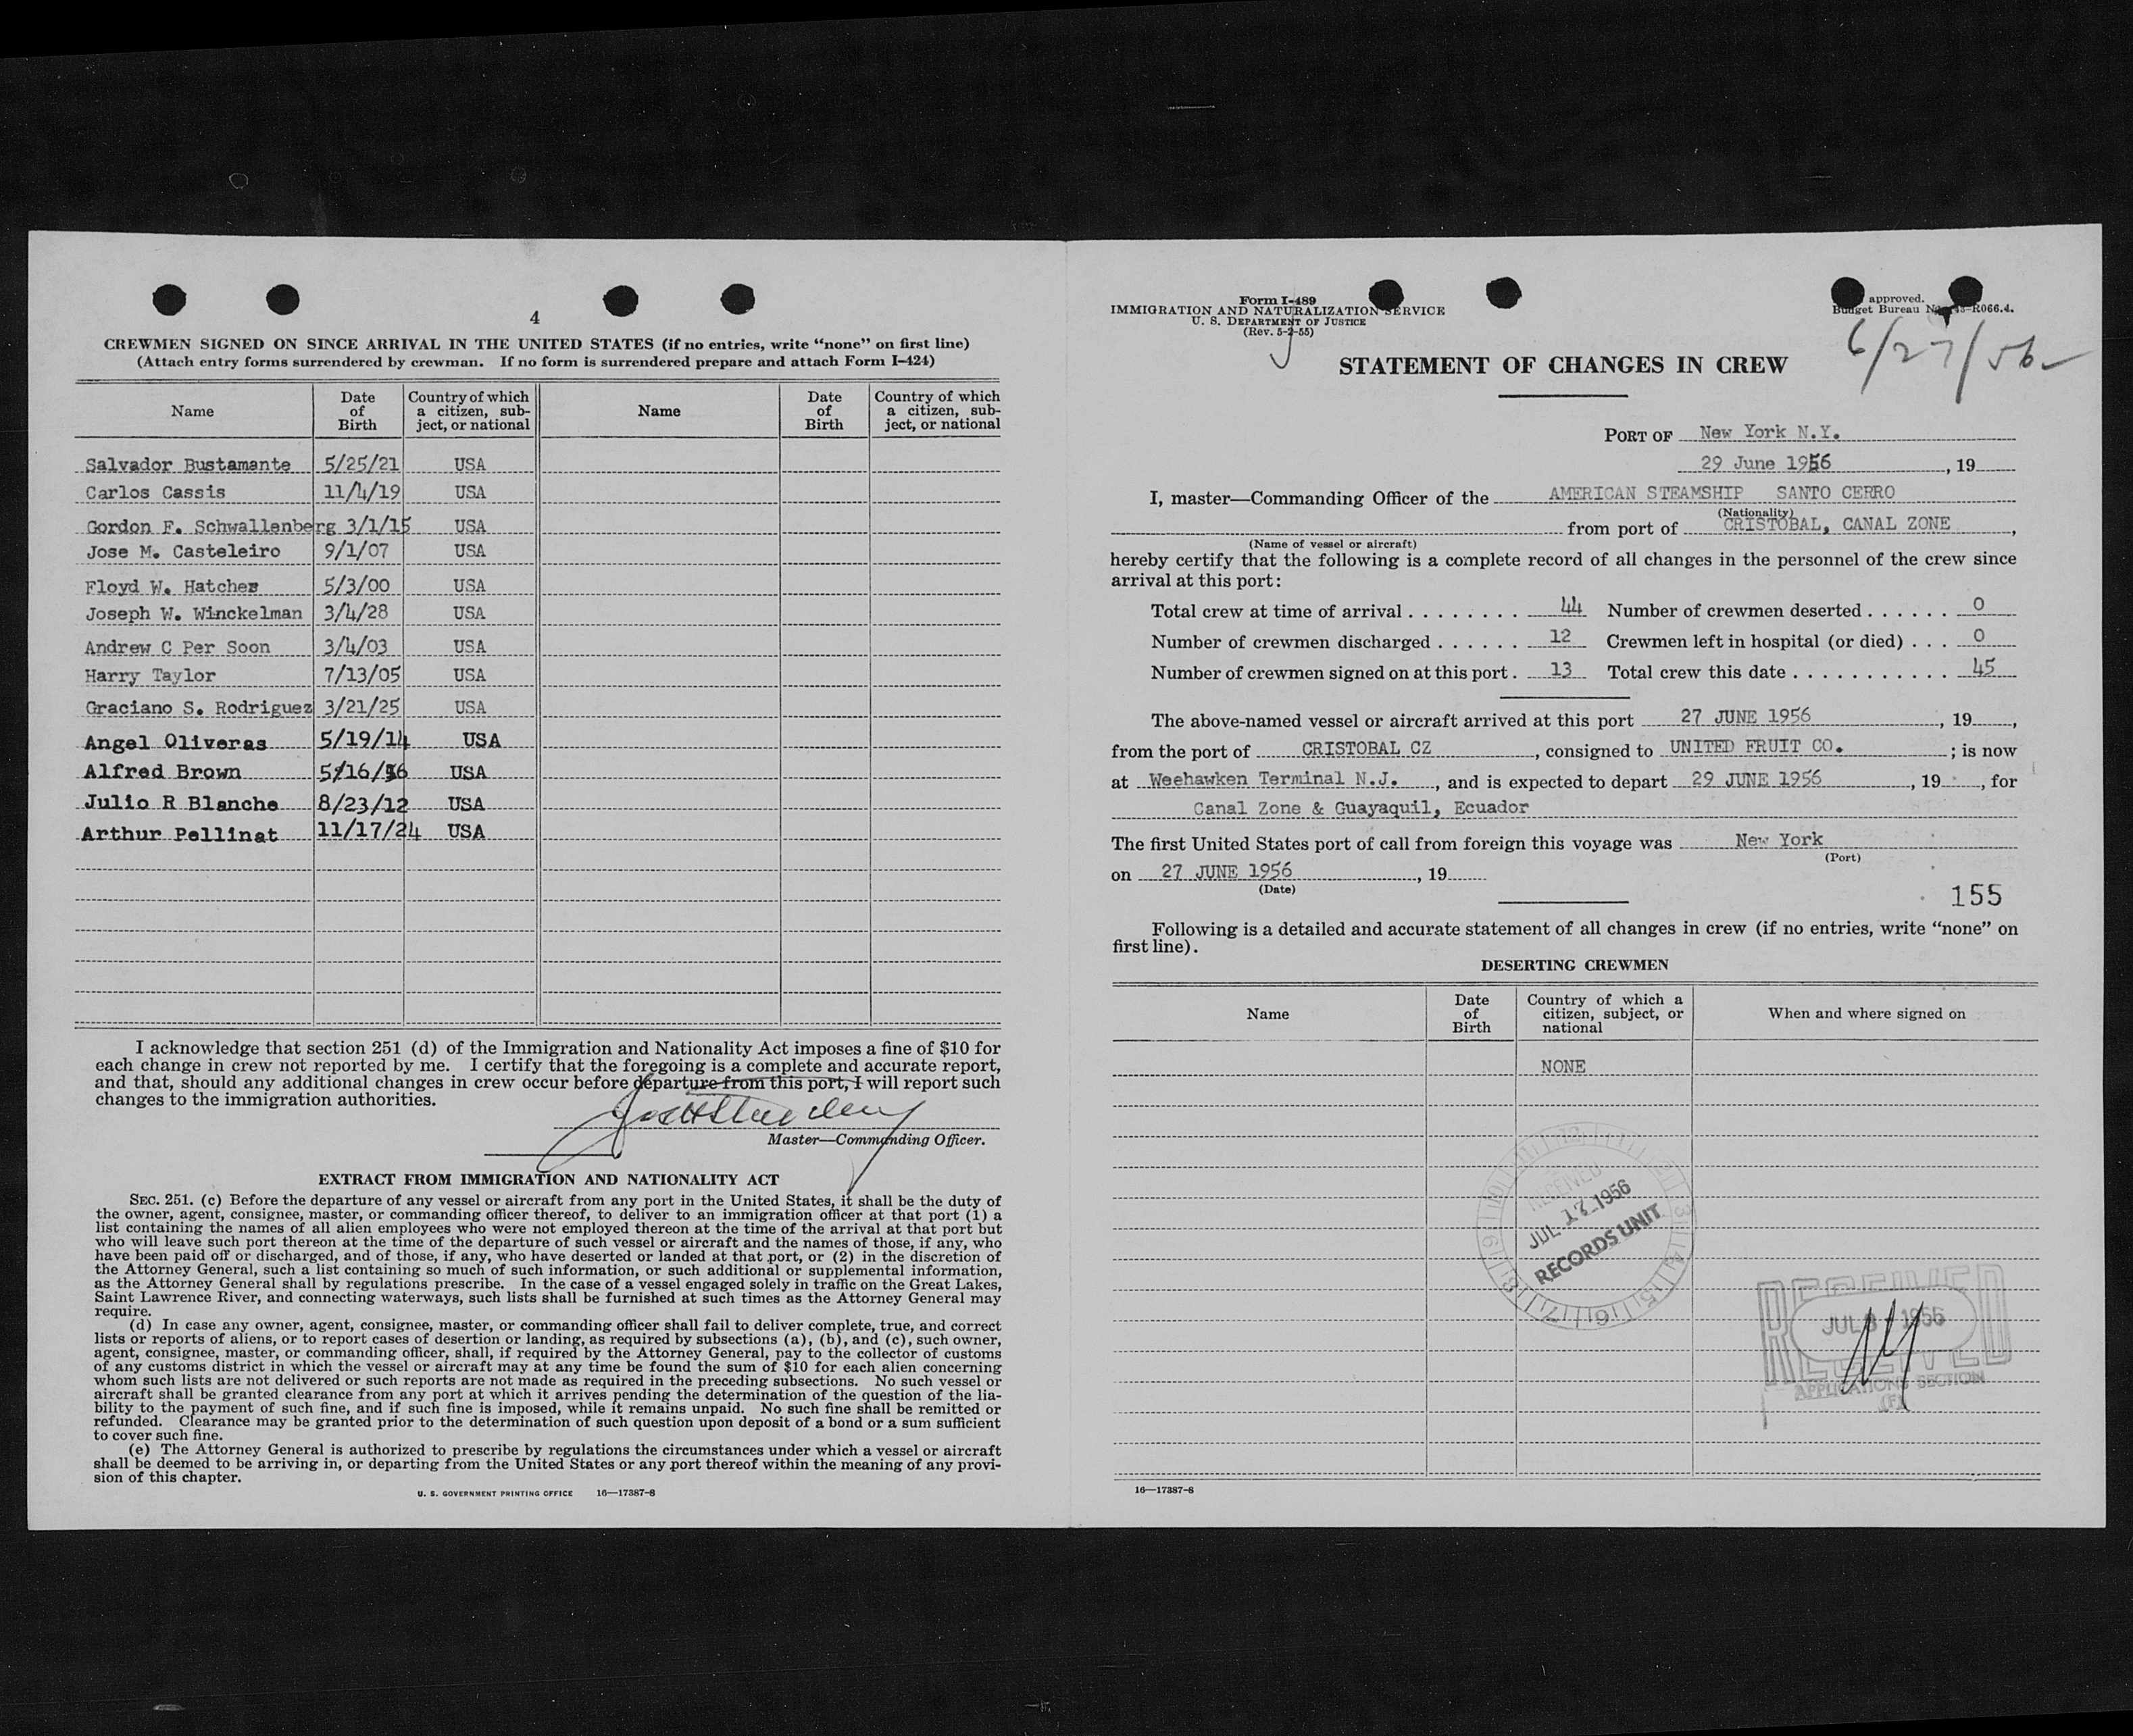 4
CREWMEN SIGNED ON SINCE ARRIVAL IN THE UNITED STATES (if no entries, write “none” on first line)
(Attach entry forms surrendered by crewman. If no form is surrendered prepare and attach Form I–424)
Name | Date of Birth | Country of which a citizen, sub-ject, or national | Name | Date of Birth | Country of which a citizen, sub-ject, or national
Salvador Bustamante 5/25/21 USA
Carlos Cassis 11/4/19 USA
Gordon F. Schwallenberg 3/1/15 USA
Jose M. Casteleiro 9/1/07 USA
Floyd W. Hatcher 5/3/00 USA
Joseph W. Winckelman 3/4/28 USA
Andrew C Per Soon 3/4/03 USA
Harry Taylor 7/13/05 USA
Graciano S. Rodriguez 3/21/25 USA
Angel Oliveras 5/19/14 USA
Alfred Brown USA
Julio R Blanche 8/23/12 USA
Arthur Pellinat 11/17/24 USA
I acknowledge that section 251 (d) of the Immigration and Nationality Act imposes a fine of $10 for
each change in crew not reported by me. I certify that the foregoing is a complete and accurate report,
and that, should any additional changes in crew occur before departure from this port, I will report such
changes to the immigration authorities.
Master—Commanding Officer.
EXTRACT FROM IMMIGRATION AND NATIONALITY ACT
SEC. 251. (c) Before the departure of any vessel or aircraft from any port in the United States, it shall be the duty of
the owner, agent, consignee, master, or commanding officer thereof, to deliver to an immigration officer at that port (1) a
list containing the names of all alien employees who were not employed thereon at the time of the arrival at that port but
who will leave such port thereon at the time of the departure of such vessel or aircraft and the names of those, if any, who
have been paid off or discharged, and of those, if any, who have deserted or landed at that port, or (2) in the discretion of
the Attorney General, such a list containing so much of such information, or such additional or supplemental information,
as the Attorney General shall by regulations prescribe. In the case of a vessel engaged solely in traffic on the Great Lakes,
Saint Lawrence River, and connecting waterways, such lists shall be furnished at such times as the Attorney General may
require.
(d) In case any owner, agent, consignee, master, or commanding officer shall fail to deliver complete, true, and correct
lists or reports of aliens, or to report cases of desertion or landing, as required by subsections (a), (b), and (c), such owner,
agent, consignee, master, or commanding officer, shall, if required by the Attorney General, pay to the collector of customs
of any customs district in which the vessel or aircraft may at any time be found the sum of $10 for each alien concerning
whom such lists are not delivered or such reports are not made as required in the preceding subsections. No such vessel or
aircraft shall be granted clearance from any port at which it arrives pending the determination of the question of the lia-
bility to the payment of such fine, and if such fine is imposed, while it remains unpaid. No such fine shall be remitted or
refunded. Clearance may be granted prior to the determination of such question upon deposit of a bond or a sum sufficient
to cover such fine.
(e) The Attorney General is authorized to prescribe by regulations the circumstances under which a vessel or aircraft
shall be deemed to be arriving in, or departing from the United States or any port thereof within the meaning of any provi-
sion of this chapter.
U. S. GOVERNMENT PRINTING OFFICE 16—17387-8
Form I-489
IMMIGRATION AND NATURALIZATION SERVICE
U. S. DEPARTMENT OF JUSTICE
(Rev. 5-2-55)
approved.
Budget Bureau R066.4.
6/27/56
STATEMENT OF CHANGES IN CREW
PORT OF New York N.Y.
29 June 1956, 19
I, master—Commanding Officer of the AMERICAN STEAMSHIP SANTO CERRO
(Nationality)
from port of CRISTOBAL, CANAL ZONE,
(Name of vessel or aircraft)
hereby certify that the following is a complete record of all changes in the personnel of the crew since
arrival at this port:
Total crew at time of arrival . . . . . . . . 44 Number of crewmen deserted . . . . . . 0
Number of crewmen discharged . . . . . . 12 Crewmen left in hospital (or died) . . . 0
Number of crewmen signed on at this port . 13 Total crew this date . . . . . . . . . . . 45
The above-named vessel or aircraft arrived at this port 27 JUNE 1956, 19,
from the port of CRISTOBAL CZ, consigned to UNITED FRUIT CO.; is now
at Weehawken Terminal N.J., and is expected to depart 29 JUNE 1956, 19, for
Canal Zone & Guayaquil, Ecuador
The first United States port of call from foreign this voyage was New York
(Port)
on 27 JUNE 1956, 19
(Date)
155
Following is a detailed and accurate statement of all changes in crew (if no entries, write “none” on
first line).
DESERTING CREWMEN
Name | Date of Birth | Country of which a citizen, subject, or national | When and where signed on
NONE
RECEIVED
JUL 17 1956
RECORDS UNIT
RECEIVED
JUL 1956
RECEIVED
APPLICATIONS SECTION
16—17387-8